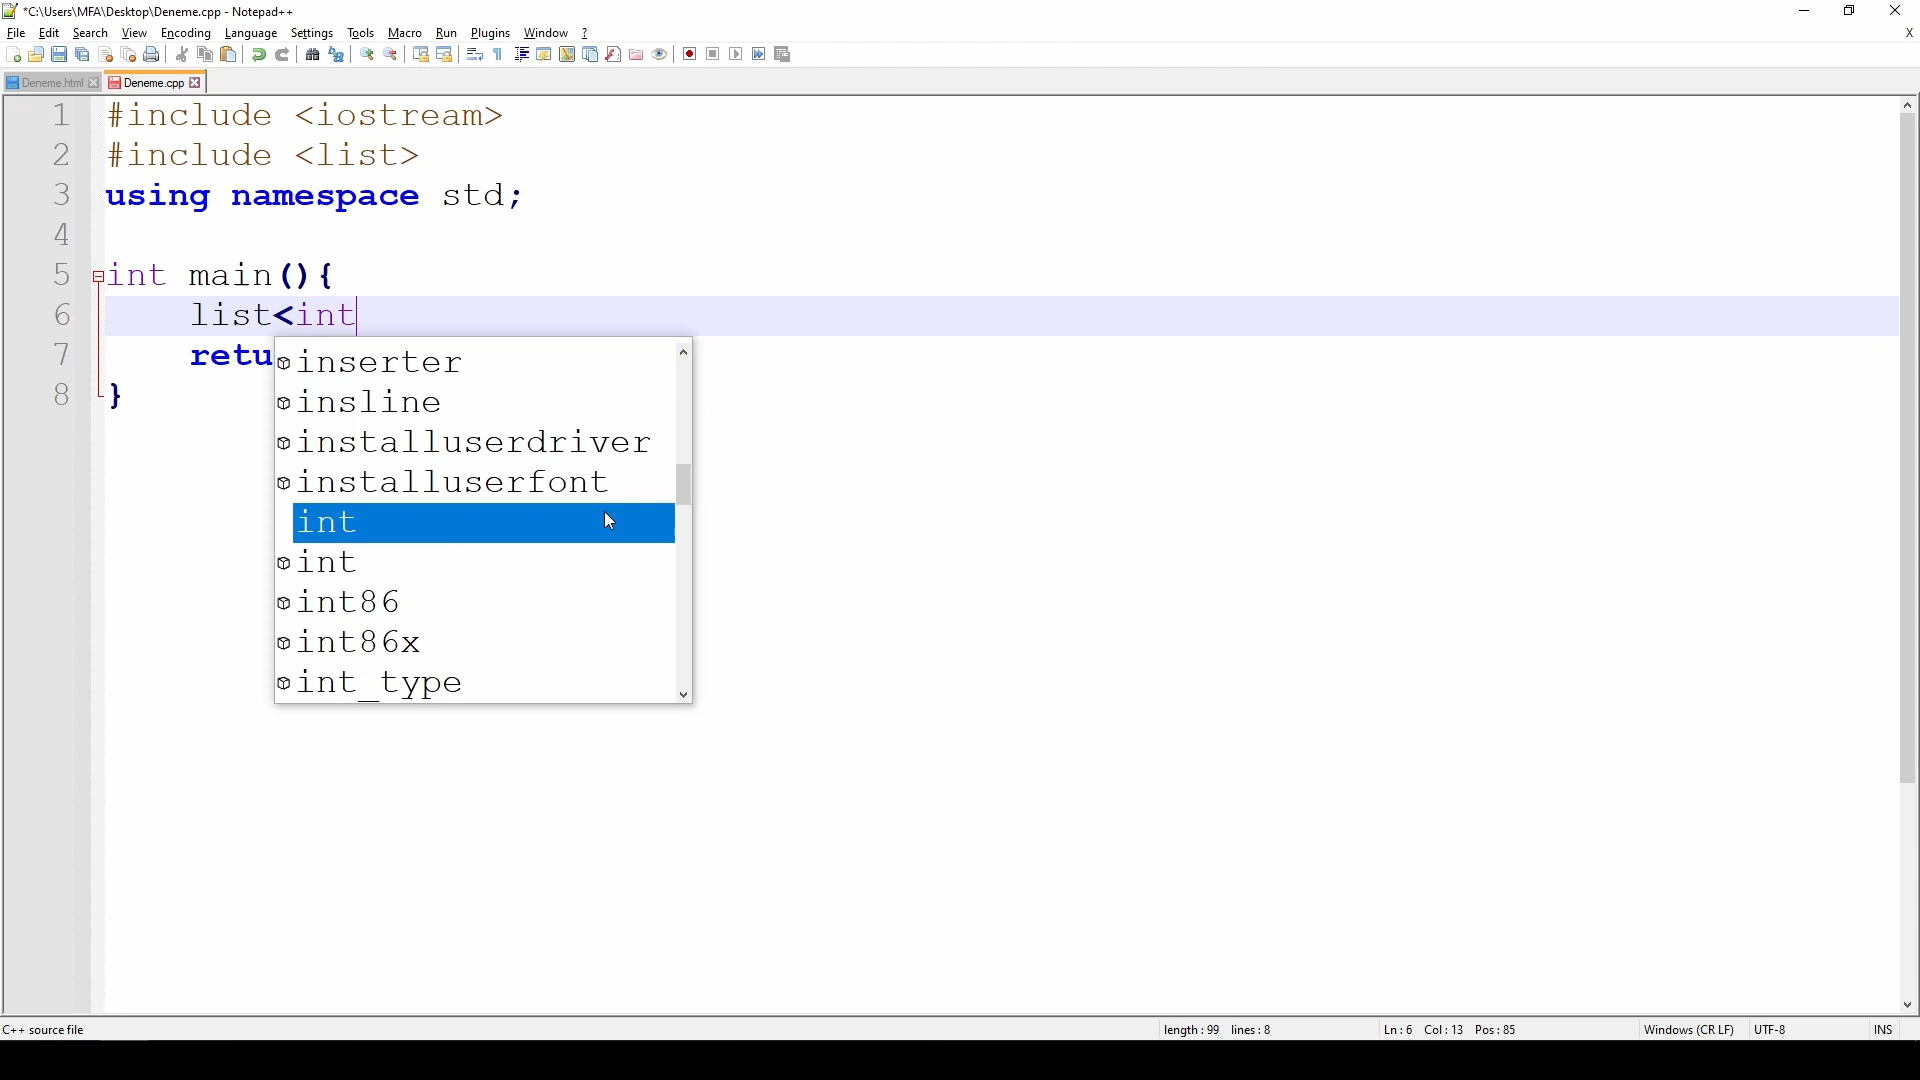 *C:\Users\MFA\Desktop\Deneme.cpp - Notepad++
File Edit Search View Encoding Language Settings Tools Macro Run Plugins Window ? X
Deneme.html Deneme.cpp
1 #include <iostream>
2 #include <list>
3 using namespace std;
4
5 int main(){
6 list<int
7 retu
8 }
inserter
insline
installuserdriver
installuserfont
int
int
int86
int86x
int_type
C++ source file length : 99 lines : 8 Ln : 6 Col : 13 Pos : 85 Windows (CR LF) UTF-8 INS